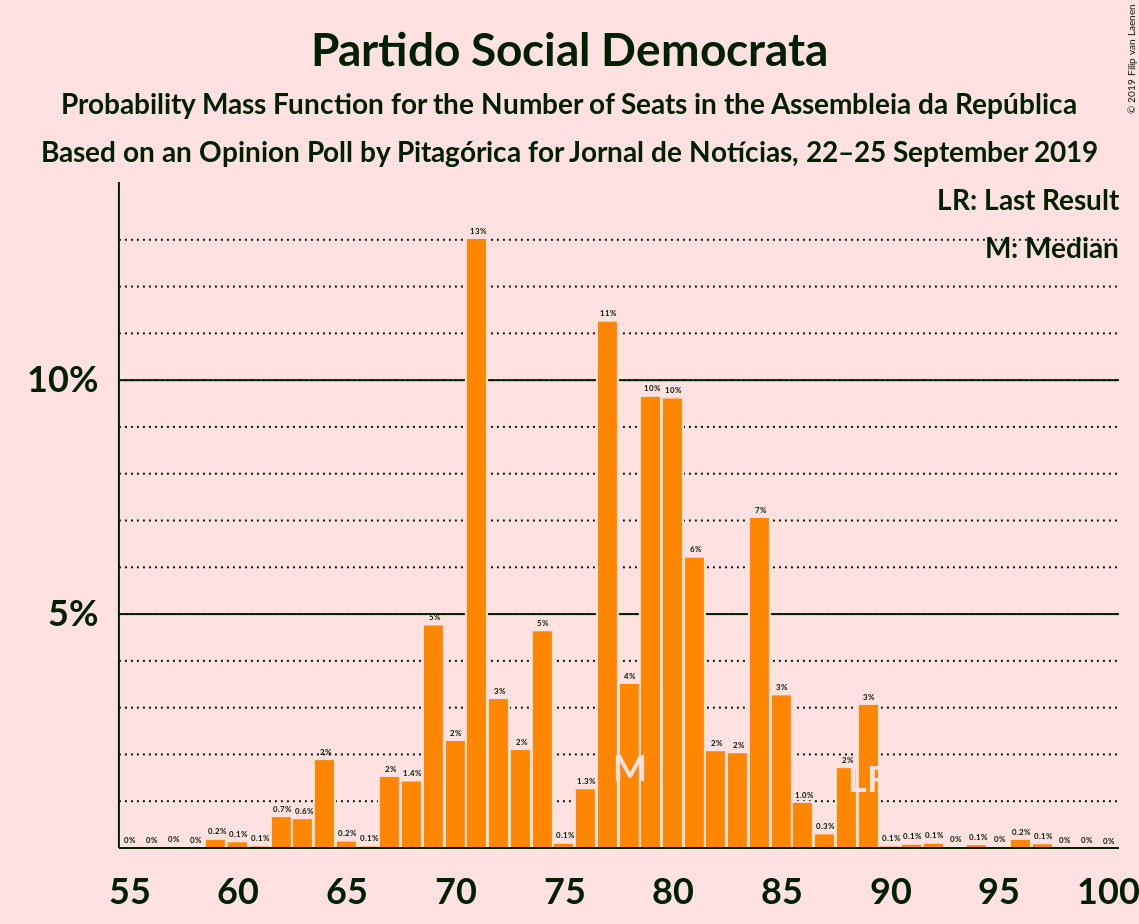 Partido Social Democrata
Probability Mass Function for the Number of Seats in the Assembleia da República
Based on an Opinion Poll by Pitagórica for Jornal de Notícias, 22–25 September 2019
© 2019 Filip van Laenen
LR: Last Result
M: Median
10%
5%
0% 0% 0% 0% 0.2% 0.1% 0.1% 0.7% 0.6% 2% 0.2% 0.1% 2% 1.4% 5% 2% 13% 3% 2% 5% 0.1% 1.3% 11% 4% 10% 10% 6% 2% 2% 7% 3% 1.0% 0.3% 2% 3% 0.1% 0.1% 0.1% 0% 0.1% 0% 0.2% 0.1% 0% 0% 0%
M LR
55 60 65 70 75 80 85 90 95 100